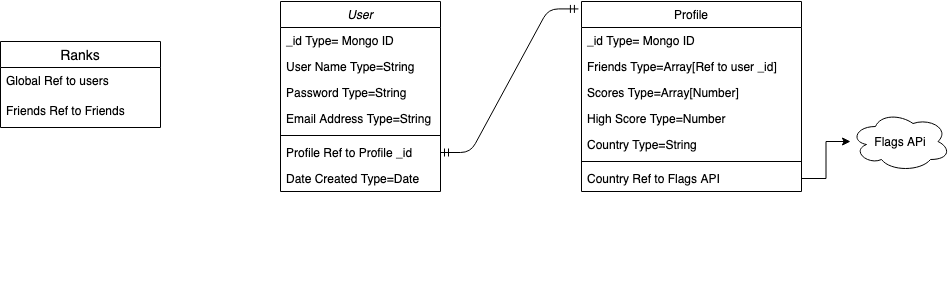 Ranks
Global Ref to users
Friends Ref to Friends
User
_id Type= Mongo ID
User Name Type=String
Password Type=String
Email Address Type=String
Profile Ref to Profile _id
Date Created Type=Date
Profile
_id Type= Mongo ID
Friends Type=Array[Ref to user _id]
Scores Type=Array[Number]
High Score Type=Number
Country Type=String
Country Ref to Flags API
Flags APi